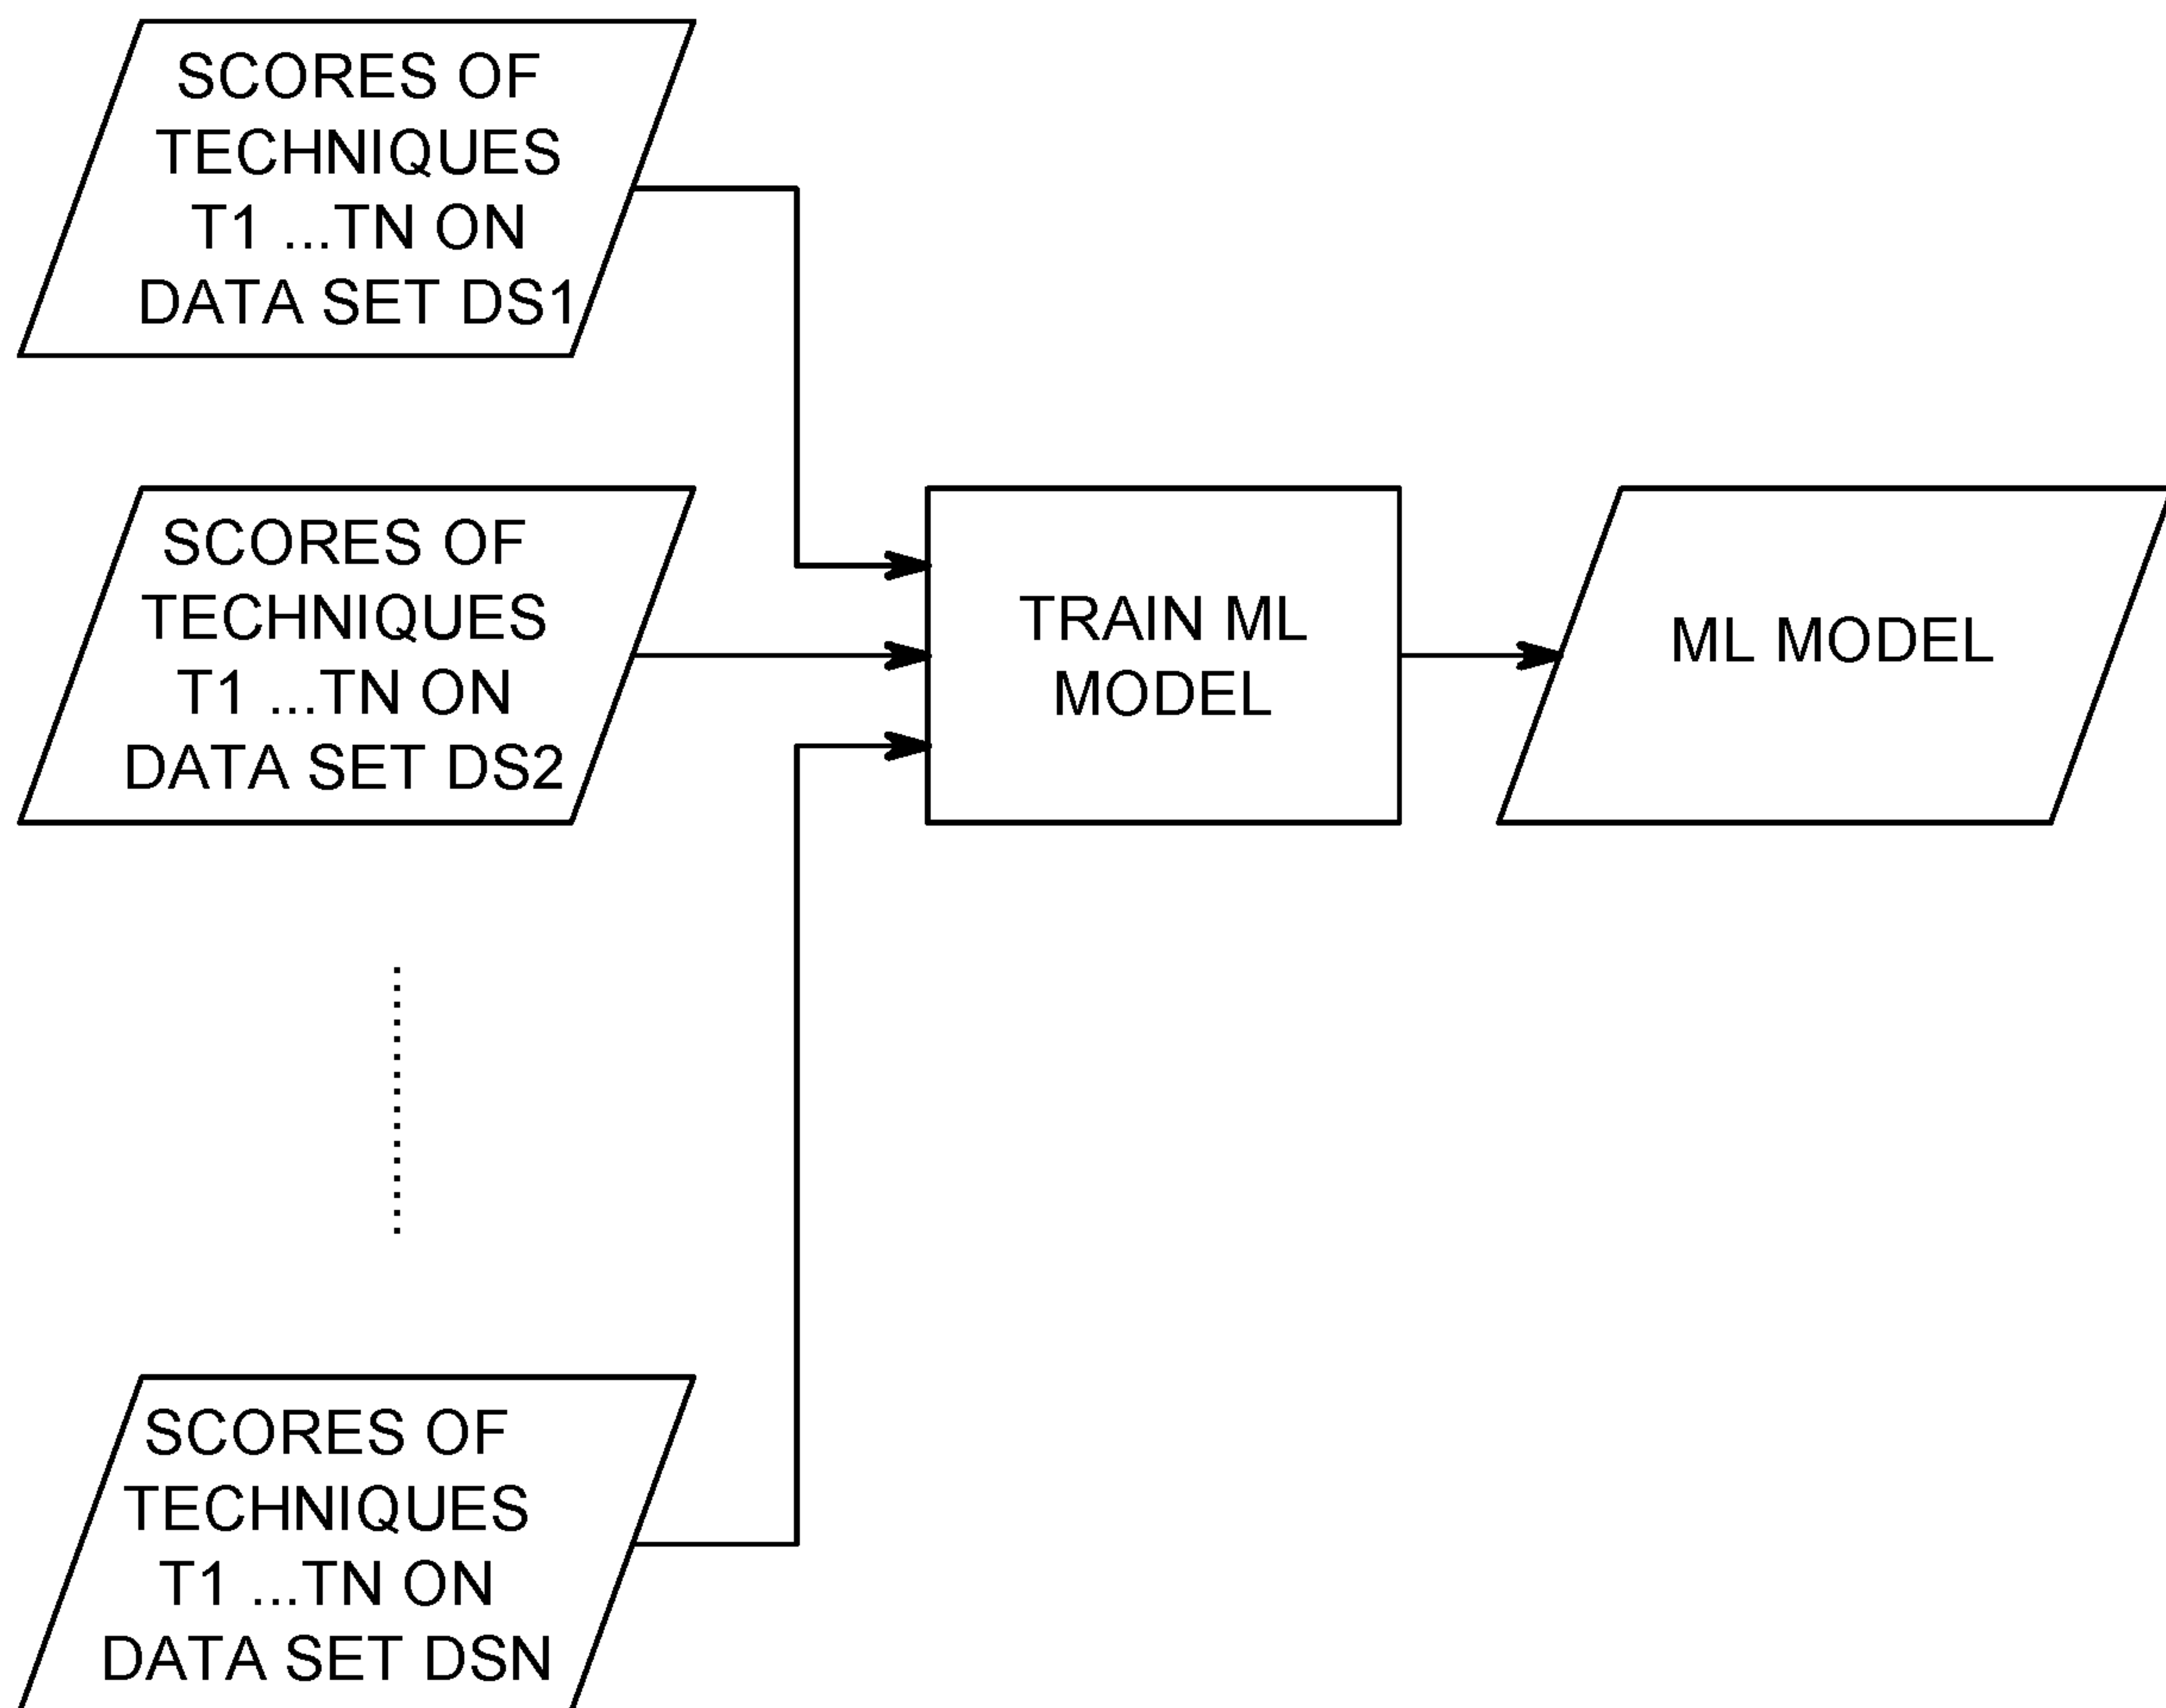 SCORES OF
TECHNIQUES
T1 ...TN ON
DATA SET DS1
SCORES OF
TECHNIQUES
T1 ...TN ON
DATA SET DS2
TRAIN ML
MODEL
ML MODEL
SCORES OF
TECHNIQUES
T1 ...TN ON
DATA SET DSN